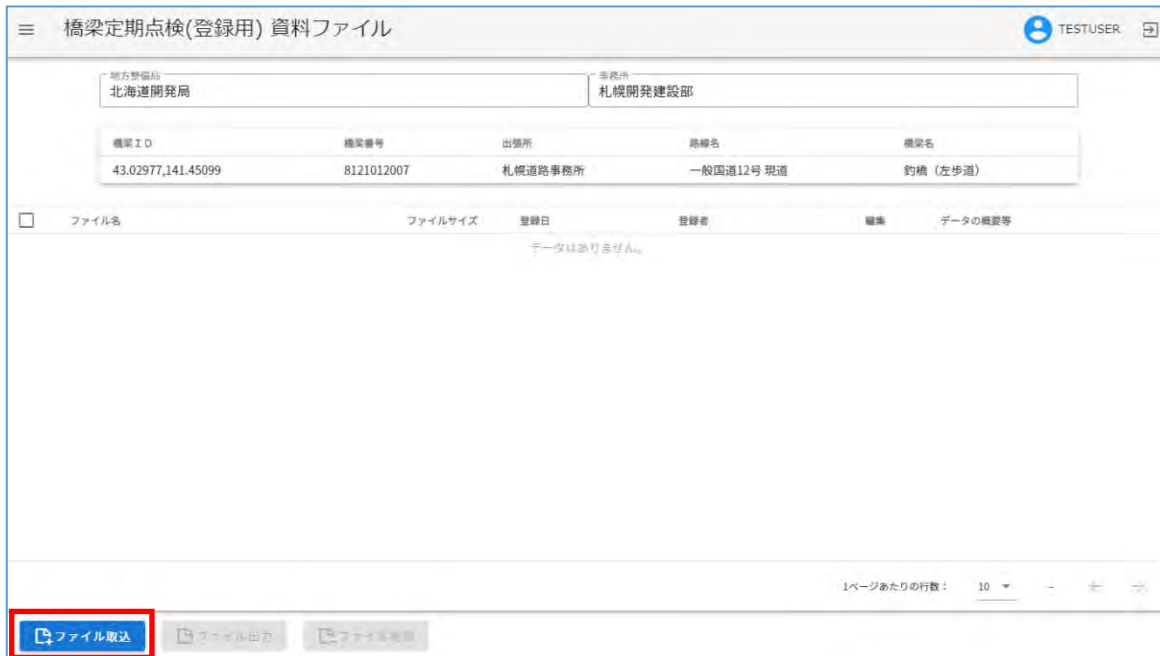 橋梁定期点検(登録用) 資料ファイル
TESTUSER
地方整備局 事務所
北海道開発局 札幌開発建設部
橋梁ID 橋梁番号 出張所 路線名 橋梁名
43.02977,141.45099 8121012007 札幌道路事務所 一般国道12号 現道 釣橋（左歩道）
ファイル名 ファイルサイズ 登録日 登録者 編集 データの概要等
データはありません。
1ページあたりの行数： 10 -
ファイル取込 ファイル出力 ファイル削除